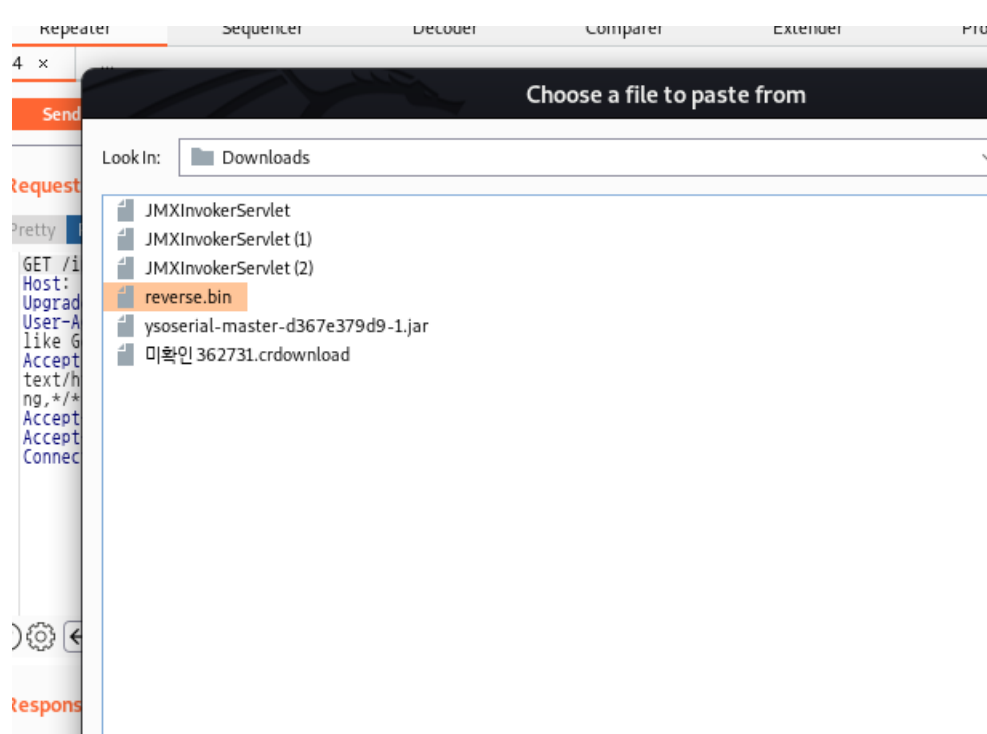 Repeater Sequencer Decoder Comparer Extender
4 × ...
Choose a file to paste from
Send
Look In: Downloads
Request
JMXInvokerServlet
Pretty
JMXInvokerServlet (1)
GET /i
JMXInvokerServlet (2)
Host:
reverse.bin
Upgrad
User-A
ysoserial-master-d367e379d9-1.jar
like G
미확인 362731.crdownload
Accept
text/h
ng,*/*
Accept
Accept
Connec
Respons